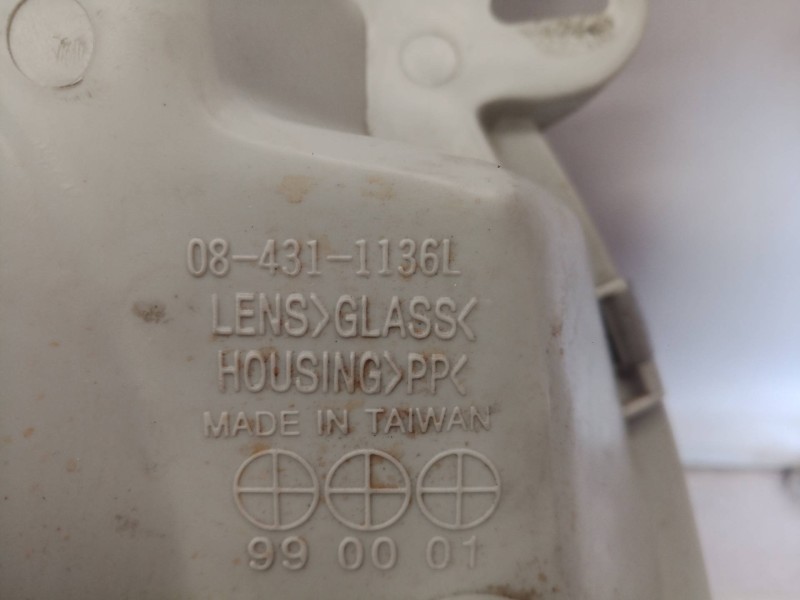 08-431-1136L
LENS>GLASS<
HOUSING>PP<
MADE IN TAIWAN
99 00 01